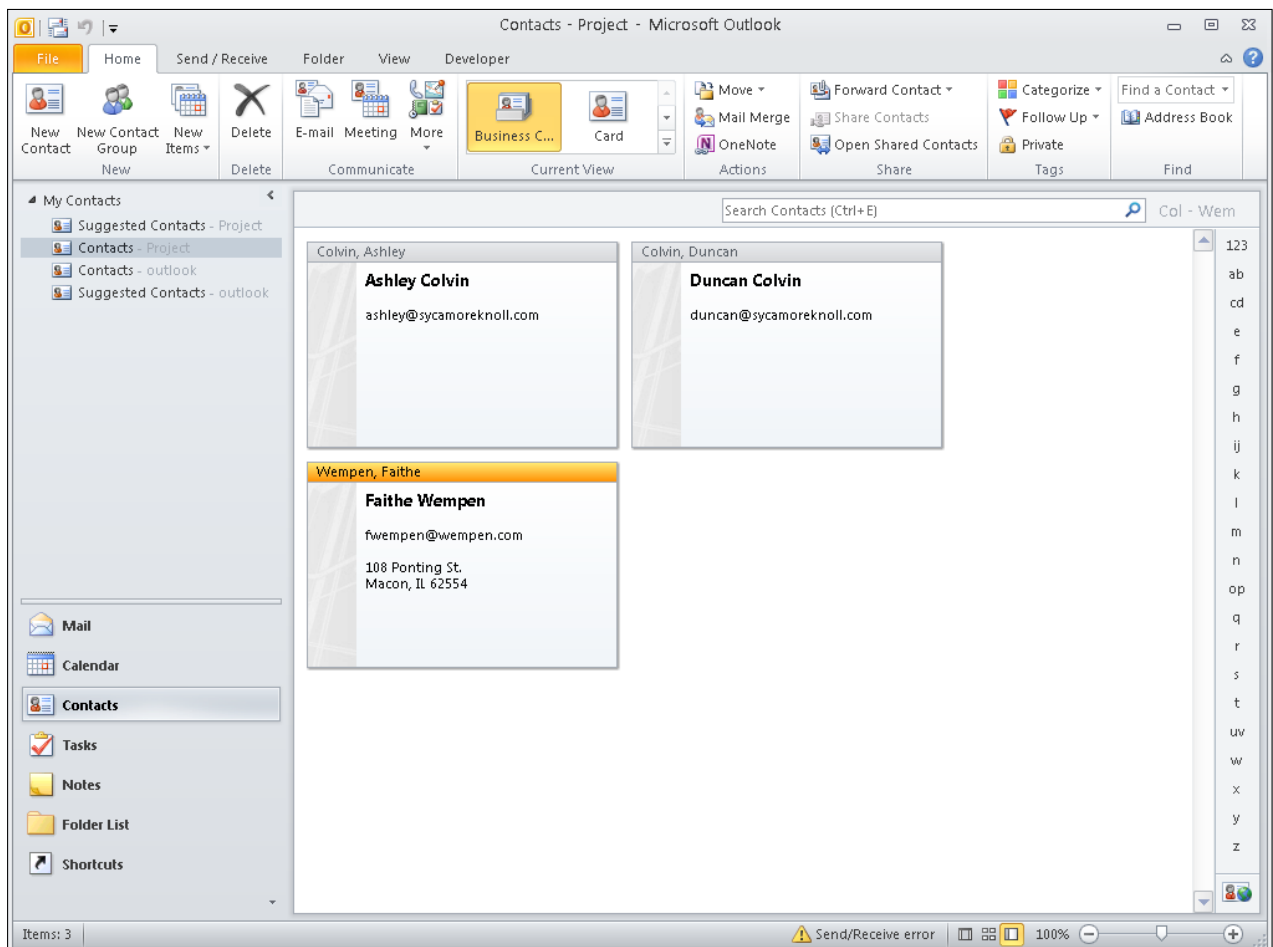 Contacts - Project - Microsoft Outlook
File Home Send / Receive Folder View Developer
New Contact
New Contact Group
New Items
Delete
E-mail Meeting More
Business C... Card
Move
Mail Merge
OneNote
Forward Contact
Share Contacts
Open Shared Contacts
Categorize
Follow Up
Private
Find a Contact
Address Book
New Delete Communicate Current View Actions Share Tags Find
My Contacts
Suggested Contacts - Project
Contacts - Project
Contacts - outlook
Suggested Contacts - outlook
Mail
Calendar
Contacts
Tasks
Notes
Folder List
Shortcuts
Search Contacts (Ctrl+E) Col - Wem
Colvin, Ashley
Ashley Colvin
ashley@sycamoreknoll.com
Colvin, Duncan
Duncan Colvin
duncan@sycamoreknoll.com
Wempen, Faithe
Faithe Wempen
fwempen@wempen.com
108 Ponting St.
Macon, IL 62554
123
ab
cd
e
f
g
h
ij
k
l
m
n
op
q
r
s
t
uv
w
x
y
z
Items: 3 Send/Receive error 100%